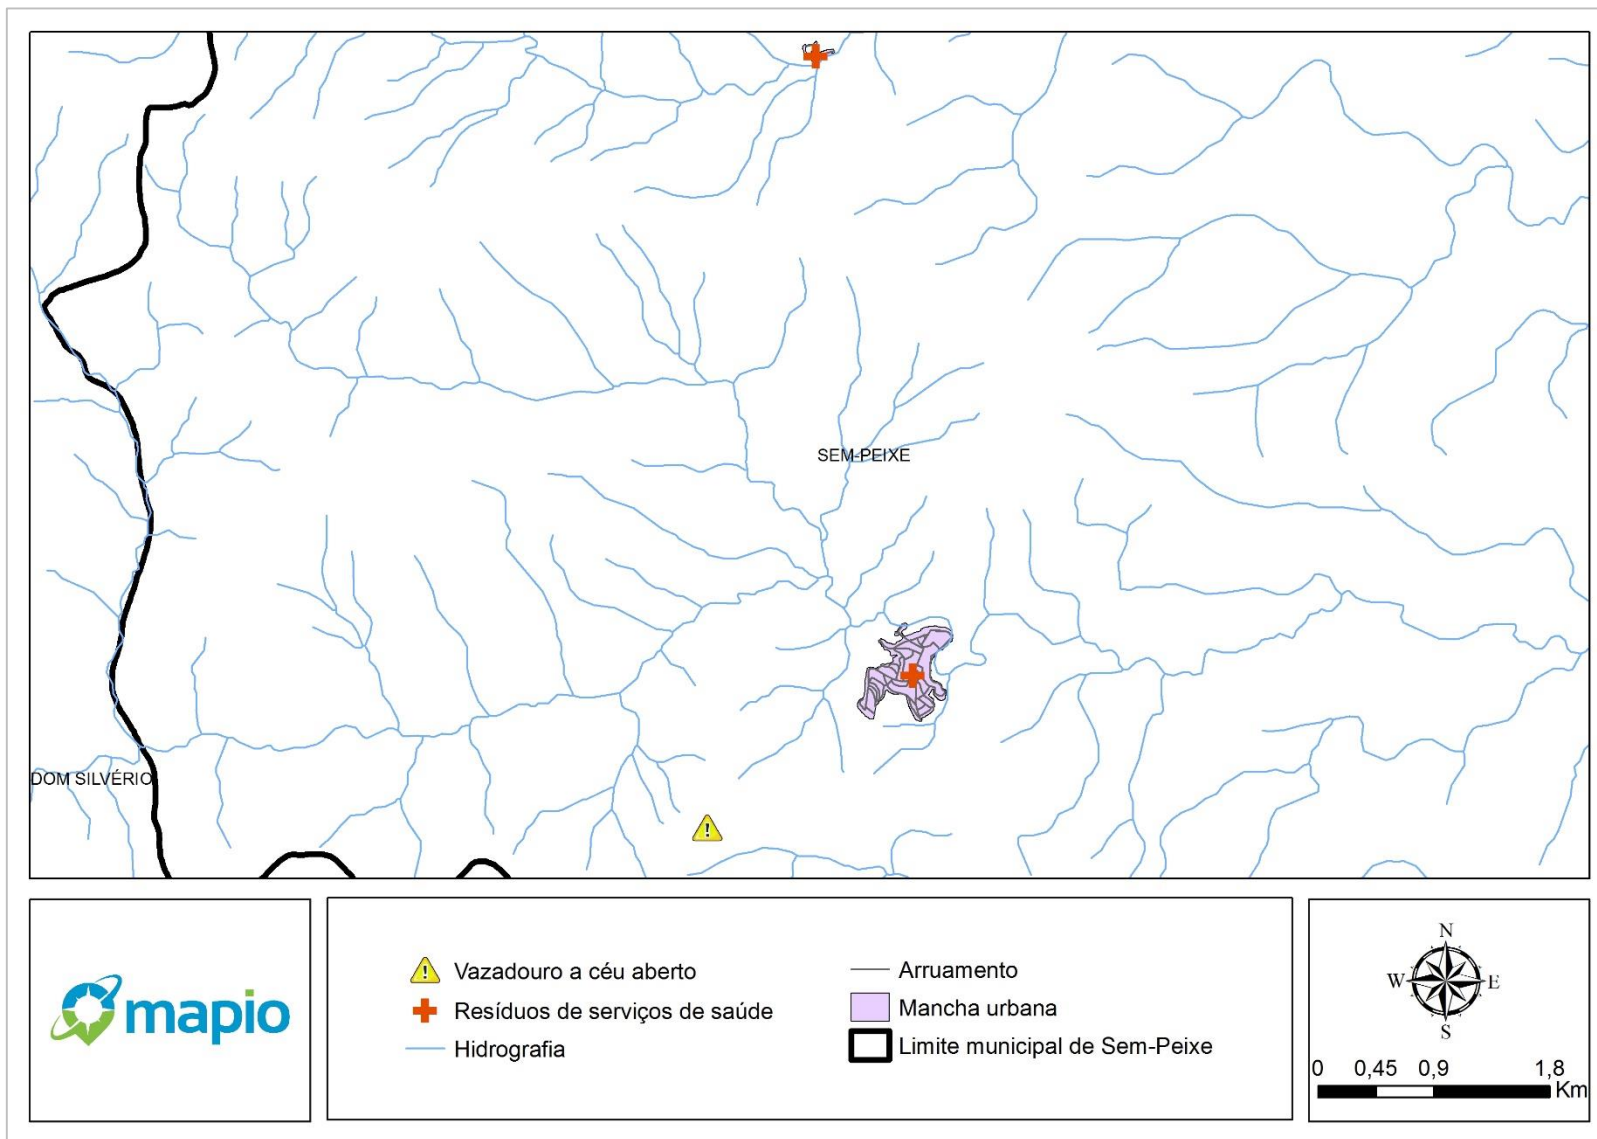 SEM-PEIXE
DOM SILVÉRIO
mapio
Vazadouro a céu aberto
Resíduos de serviços de saúde
Hidrografia
Arruamento
Mancha urbana
Limite municipal de Sem-Peixe
N
W E
S
0 0,45 0,9 1,8
Km